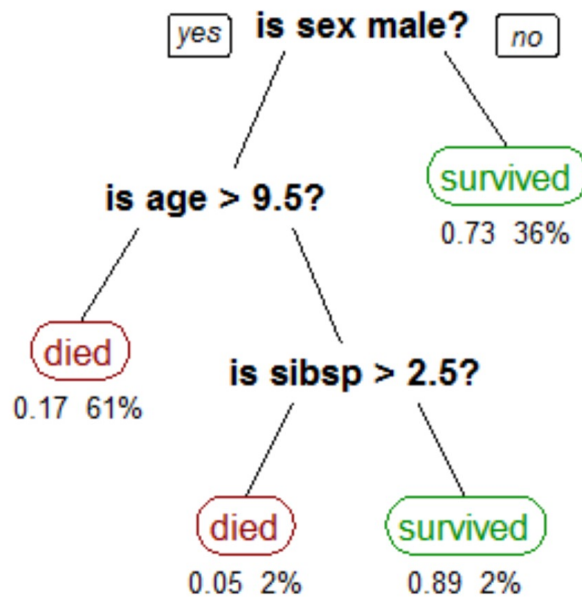 yes is sex male? no
is age > 9.5?
survived
0.73 36%
died
0.17 61%
is sibsp > 2.5?
died
0.05 2%
survived
0.89 2%